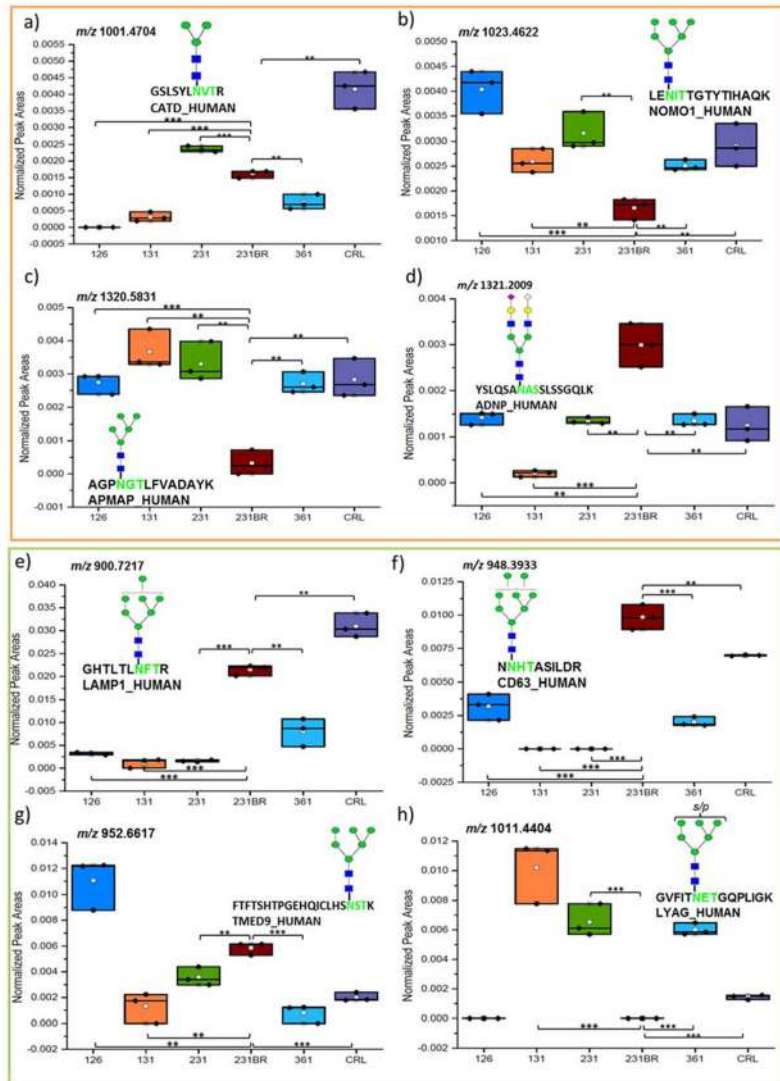 a)
m/z 1001.4704
GSLSYLNVTR
CATD_HUMAN
**
***
***
***
**
Normalized Peak Areas
0.0050
0.0045
0.0040
0.0035
0.0030
0.0025
0.0020
0.0015
0.0010
0.0005
0.0000
-0.0005
126 131 231 231BR 361 CRL
b)
m/z 1023.4622
LENITTGTYTIHAQK
NOMO1_HUMAN
**
** **
*** **
Normalized Peak Areas
0.0050
0.0045
0.0040
0.0035
0.0030
0.0025
0.0020
0.0015
0.0010
126 131 231 231BR 361 CRL
c)
m/z 1320.5831
***
**
**
**
**
AGPNGTLFVADAYK
APMAP_HUMAN
Normalized Peak Areas
0.005
0.004
0.003
0.002
0.001
0.000
-0.001
126 131 231 231BR 361 CRL
d)
m/z 1321.2009
YSLQSANASSLSSGQLK
ADNP_HUMAN
** **
**
***
**
Normalized Peak Areas
0.004
0.003
0.002
0.001
0.000
126 131 231 231BR 361 CRL
e)
m/z 900.7217
GHTLTLNFTR
LAMP1_HUMAN
**
*** **
***
***
Normalized Peak Areas
0.040
0.035
0.030
0.025
0.020
0.015
0.010
0.005
0.000
126 131 231 231BR 361 CRL
f)
m/z 948.3933
NNHTASILDR
CD63_HUMAN
**
***
***
***
***
Normalized Peak Areas
0.0125
0.0100
0.0075
0.0050
0.0025
0.0000
-0.0025
126 131 231 231BR 361 CRL
g)
m/z 952.6617
FTFTSHTPGEHQICLHSNSTK
TMED9_HUMAN
** ***
**
** ***
Normalized Peak Areas
0.014
0.012
0.010
0.008
0.006
0.004
0.002
0.000
-0.002
126 131 231 231BR 361 CRL
h)
m/z 1011.4404
s/p
GVFITNETGQPLIGK
LYAG_HUMAN
***
*** ***
***
Normalized Peak Areas
0.012
0.010
0.008
0.006
0.004
0.002
0.000
-0.002
126 131 231 231BR 361 CRL